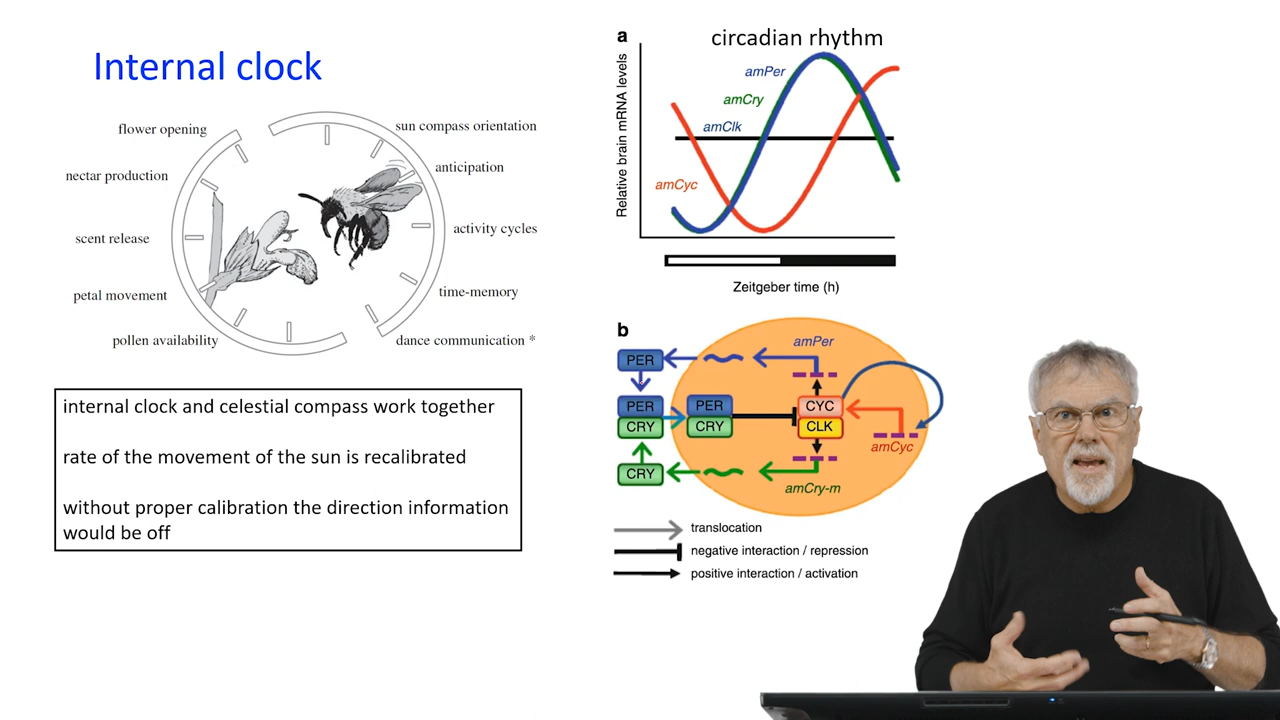 Internal clock
flower opening
nectar production
scent release
petal movement
pollen availability
sun compass orientation
anticipation
activity cycles
time-memory
dance communication *
internal clock and celestial compass work together
rate of the movement of the sun is recalibrated
without proper calibration the direction information
would be off
a
circadian rhythm
Relative brain mRNA levels
amPer
amCry
amClk
amCyc
Zeitgeber time (h)
b
amPer
PER
PER
CRY
PER
CRY
CYC
CLK
amCyc
CRY
amCry-m
translocation
negative interaction / repression
positive interaction / activation